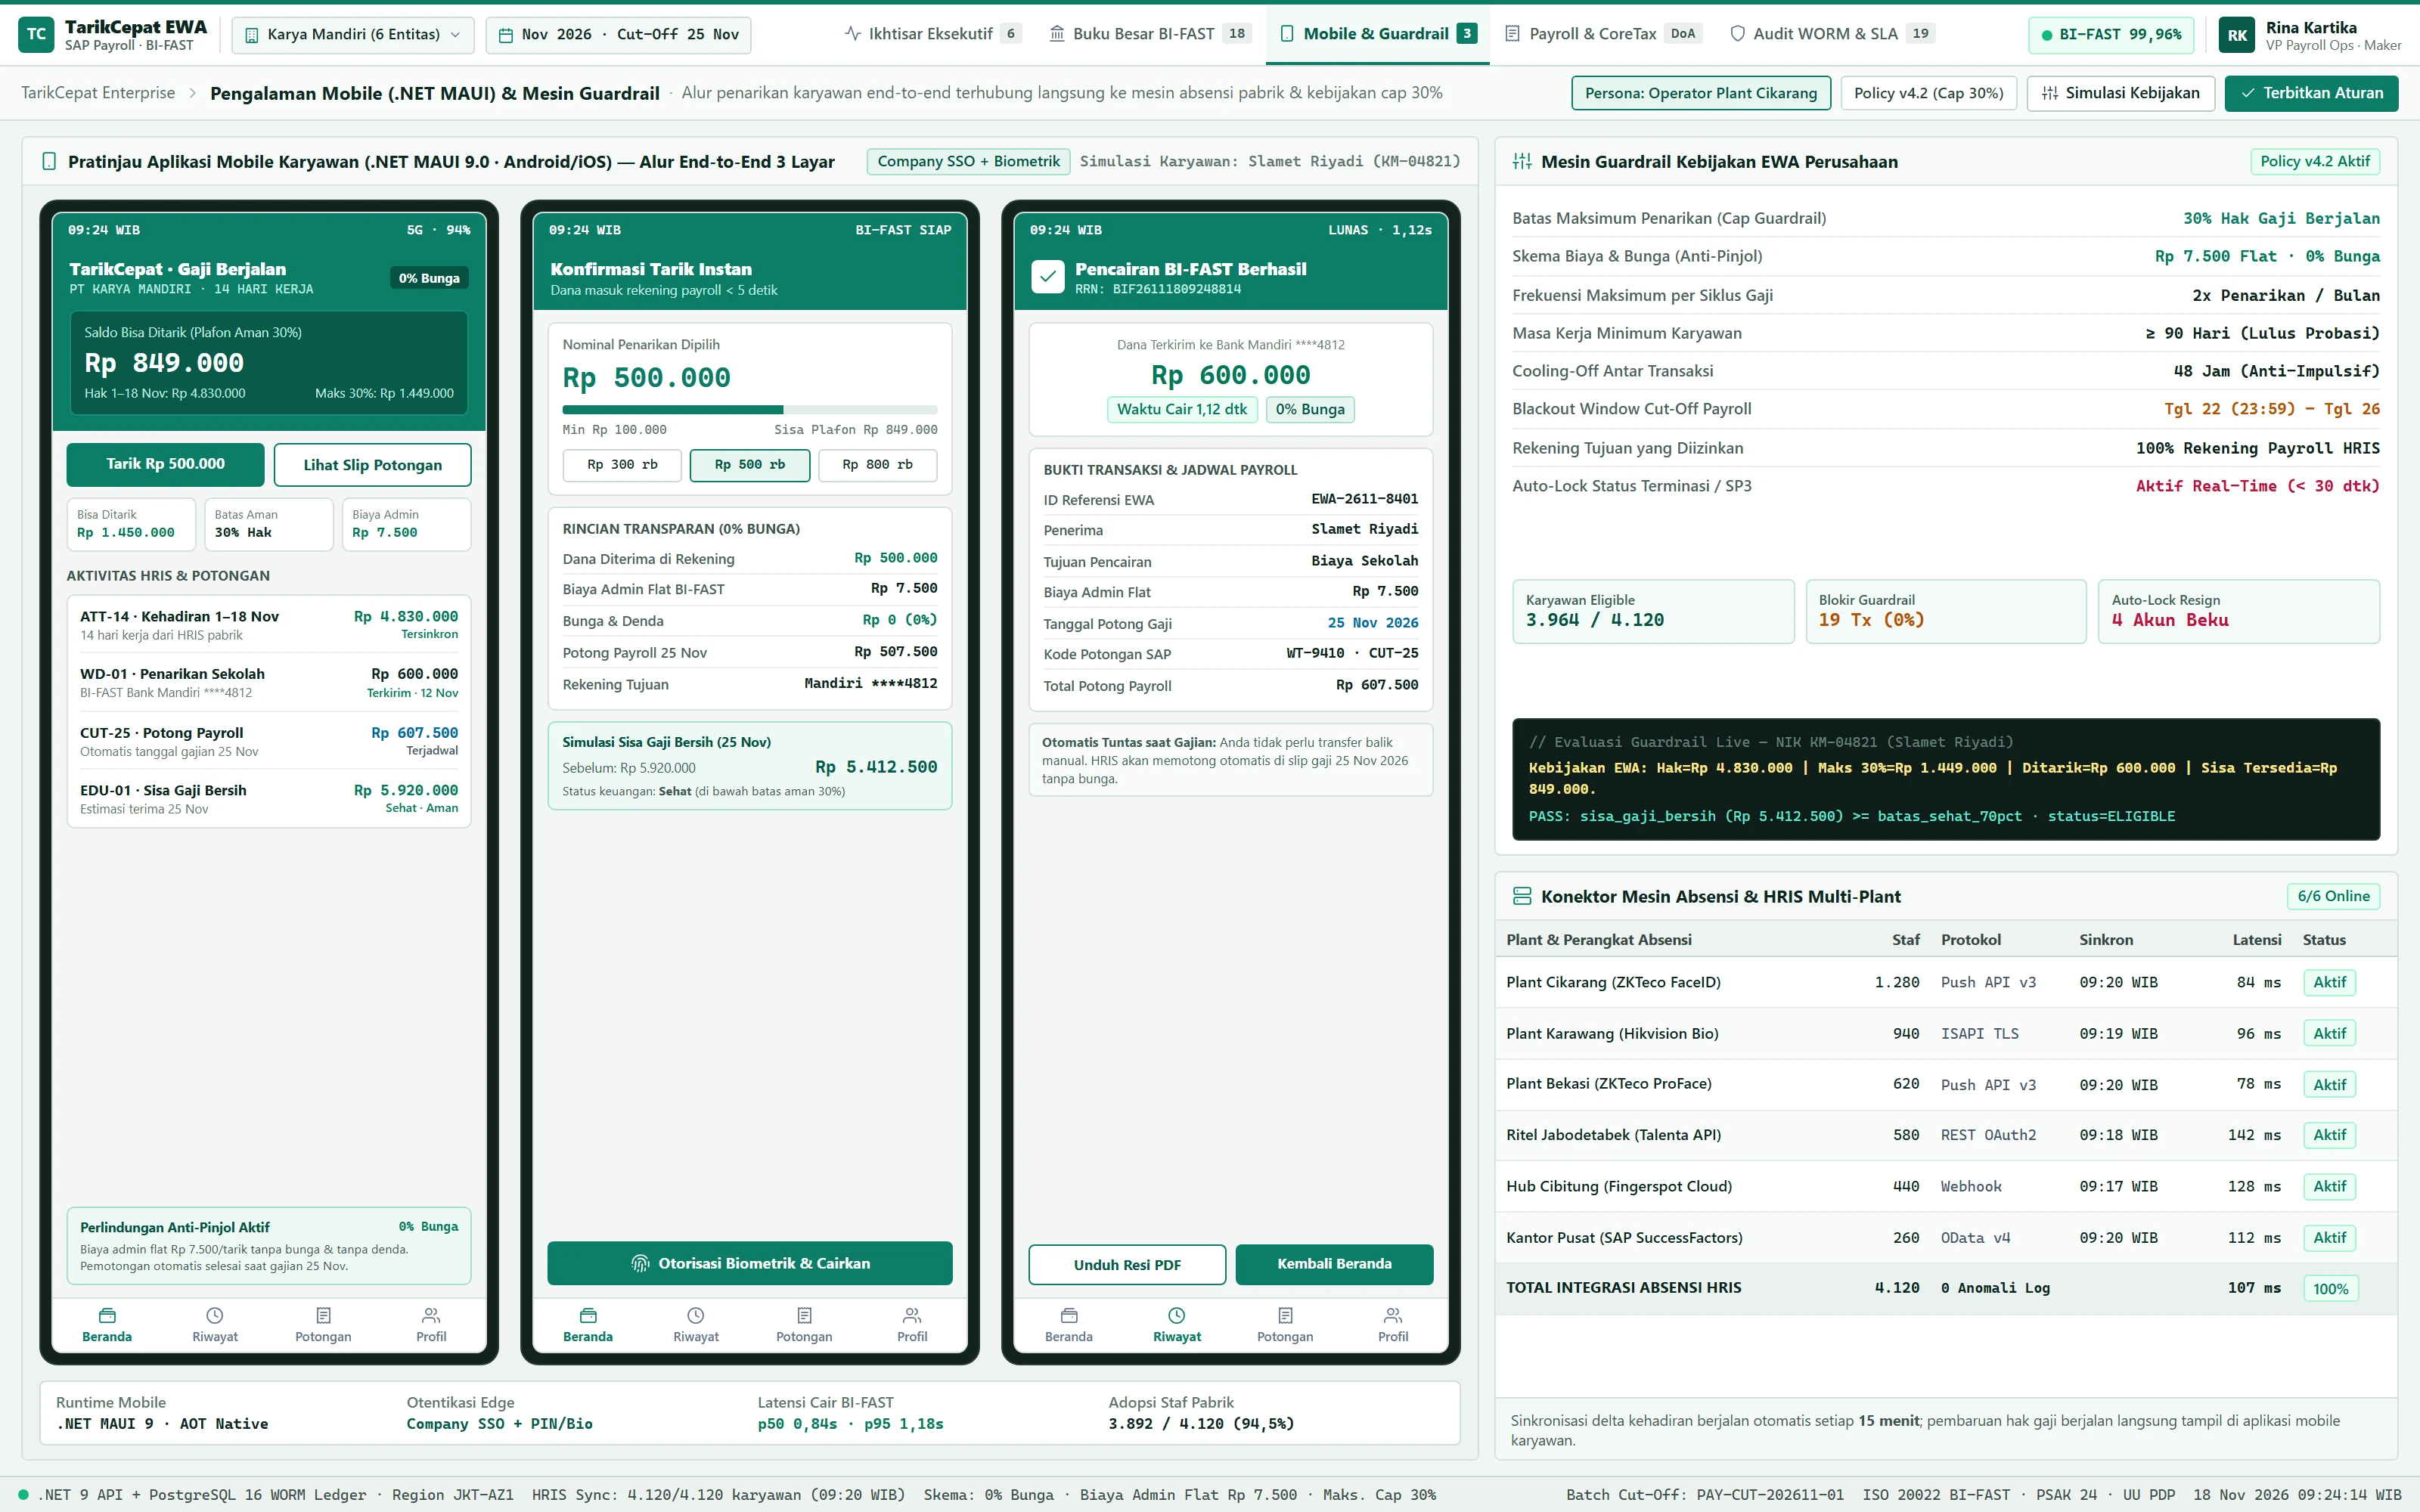 TC
TarikCepat EWA
SAP Payroll · BI-FAST
Karya Mandiri (6 Entitas)
Nov 2026 · Cut-Off 25 Nov
Ikhtisar Eksekutif 6
Buku Besar BI-FAST 18
Mobile & Guardrail 3
Payroll & CoreTax DoA
Audit WORM & SLA 19
BI-FAST 99,96%
RK
Rina Kartika
VP Payroll Ops · Maker
TarikCepat Enterprise
Pengalaman Mobile (.NET MAUI) & Mesin Guardrail · Alur penarikan karyawan end-to-end terhubung langsung ke mesin absensi pabrik & kebijakan cap 30%
Persona: Operator Plant Cikarang
Policy v4.2 (Cap 30%)
Simulasi Kebijakan
Terbitkan Aturan
Pratinjau Aplikasi Mobile Karyawan (.NET MAUI 9.0 · Android/iOS) — Alur End-to-End 3 Layar
Company SSO + Biometrik
Simulasi Karyawan: Slamet Riyadi (KM-04821)
09:24 WIB 5G · 94%
TarikCepat · Gaji Berjalan
PT KARYA MANDIRI · 14 HARI KERJA
0% Bunga
Saldo Bisa Ditarik (Plafon Aman 30%)
Rp 849.000
Hak 1–18 Nov: Rp 4.830.000 Maks 30%: Rp 1.449.000
Tarik Rp 500.000
Lihat Slip Potongan
Bisa Ditarik
Rp 1.450.000
Batas Aman
30% Hak
Biaya Admin
Rp 7.500
AKTIVITAS HRIS & POTONGAN
ATT-14 · Kehadiran 1–18 Nov Rp 4.830.000
14 hari kerja dari HRIS pabrik Tersinkron
WD-01 · Penarikan Sekolah Rp 600.000
BI-FAST Bank Mandiri ****4812 Terkirim · 12 Nov
CUT-25 · Potong Payroll Rp 607.500
Otomatis tanggal gajian 25 Nov Terjadwal
EDU-01 · Sisa Gaji Bersih Rp 5.920.000
Estimasi terima 25 Nov Sehat · Aman
Perlindungan Anti-Pinjol Aktif 0% Bunga
Biaya admin flat Rp 7.500/tarik tanpa bunga & tanpa denda.
Pemotongan otomatis selesai saat gajian 25 Nov.
Beranda Riwayat Potongan Profil
09:24 WIB BI-FAST SIAP
Konfirmasi Tarik Instan
Dana masuk rekening payroll < 5 detik
Nominal Penarikan Dipilih
Rp 500.000
Min Rp 100.000 Sisa Plafon Rp 849.000
Rp 300 rb Rp 500 rb Rp 800 rb
RINCIAN TRANSPARAN (0% BUNGA)
Dana Diterima di Rekening Rp 500.000
Biaya Admin Flat BI-FAST Rp 7.500
Bunga & Denda Rp 0 (0%)
Potong Payroll 25 Nov Rp 507.500
Rekening Tujuan Mandiri ****4812
Simulasi Sisa Gaji Bersih (25 Nov)
Sebelum: Rp 5.920.000 Rp 5.412.500
Status keuangan: Sehat (di bawah batas aman 30%)
Otorisasi Biometrik & Cairkan
Beranda Riwayat Potongan Profil
09:24 WIB LUNAS · 1,12s
Pencairan BI-FAST Berhasil
RRN: BIF26111809248814
Dana Terkirim ke Bank Mandiri ****4812
Rp 600.000
Waktu Cair 1,12 dtk 0% Bunga
BUKTI TRANSAKSI & JADWAL PAYROLL
ID Referensi EWA EWA-2611-8401
Penerima Slamet Riyadi
Tujuan Pencairan Biaya Sekolah
Biaya Admin Flat Rp 7.500
Tanggal Potong Gaji 25 Nov 2026
Kode Potongan SAP WT-9410 · CUT-25
Total Potong Payroll Rp 607.500
Otomatis Tuntas saat Gajian: Anda tidak perlu transfer balik
manual. HRIS akan memotong otomatis di slip gaji 25 Nov 2026
tanpa bunga.
Unduh Resi PDF
Kembali Beranda
Beranda Riwayat Potongan Profil
Runtime Mobile
.NET MAUI 9 · AOT Native
Otentikasi Edge
Company SSO + PIN/Bio
Latensi Cair BI-FAST
p50 0,84s · p95 1,18s
Adopsi Staf Pabrik
3.892 / 4.120 (94,5%)
Mesin Guardrail Kebijakan EWA Perusahaan
Policy v4.2 Aktif
Batas Maksimum Penarikan (Cap Guardrail) 30% Hak Gaji Berjalan
Skema Biaya & Bunga (Anti-Pinjol) Rp 7.500 Flat · 0% Bunga
Frekuensi Maksimum per Siklus Gaji 2x Penarikan / Bulan
Masa Kerja Minimum Karyawan ≥ 90 Hari (Lulus Probasi)
Cooling-Off Antar Transaksi 48 Jam (Anti-Impulsif)
Blackout Window Cut-Off Payroll Tgl 22 (23:59) – Tgl 26
Rekening Tujuan yang Diizinkan 100% Rekening Payroll HRIS
Auto-Lock Status Terminasi / SP3 Aktif Real-Time (< 30 dtk)
Karyawan Eligible
3.964 / 4.120
Blokir Guardrail
19 Tx (0%)
Auto-Lock Resign
4 Akun Beku
// Evaluasi Guardrail Live — NIK KM-04821 (Slamet Riyadi)
Kebijakan EWA: Hak=Rp 4.830.000 | Maks 30%=Rp 1.449.000 | Ditarik=Rp 600.000 | Sisa Tersedia=Rp
849.000.
PASS: sisa_gaji_bersih (Rp 5.412.500) >= batas_sehat_70pct · status=ELIGIBLE
Konektor Mesin Absensi & HRIS Multi-Plant
6/6 Online
Plant & Perangkat Absensi Staf Protokol Sinkron Latensi Status
Plant Cikarang (ZKTeco FaceID) 1.280 Push API v3 09:20 WIB 84 ms Aktif
Plant Karawang (Hikvision Bio) 940 ISAPI TLS 09:19 WIB 96 ms Aktif
Plant Bekasi (ZKTeco ProFace) 620 Push API v3 09:20 WIB 78 ms Aktif
Ritel Jabodetabek (Talenta API) 580 REST OAuth2 09:18 WIB 142 ms Aktif
Hub Cibitung (Fingerspot Cloud) 440 Webhook 09:17 WIB 128 ms Aktif
Kantor Pusat (SAP SuccessFactors) 260 OData v4 09:20 WIB 112 ms Aktif
TOTAL INTEGRASI ABSENSI HRIS 4.120 0 Anomali Log 107 ms 100%
Sinkronisasi delta kehadiran berjalan otomatis setiap 15 menit; pembaruan hak gaji berjalan langsung tampil di aplikasi mobile
karyawan.
.NET 9 API + PostgreSQL 16 WORM Ledger · Region JKT-AZ1 HRIS Sync: 4.120/4.120 karyawan (09:20 WIB) Skema: 0% Bunga · Biaya Admin Flat Rp 7.500 · Maks. Cap 30%
Batch Cut-Off: PAY-CUT-202611-01 ISO 20022 BI-FAST · PSAK 24 · UU PDP 18 Nov 2026 09:24:14 WIB